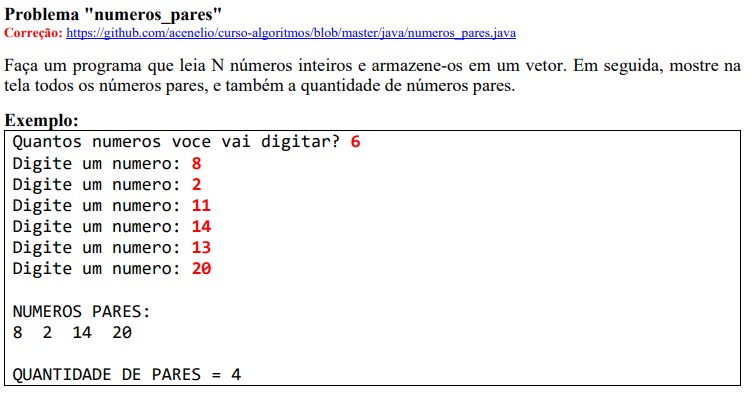 Problema "numeros_pares"
Correção: https://github.com/acenelio/curso-algoritmos/blob/master/java/numeros_pares.java
Faça um programa que leia N números inteiros e armazene-os em um vetor. Em seguida, mostre na
tela todos os números pares, e também a quantidade de números pares.
Exemplo:
Quantos numeros voce vai digitar? 6
Digite um numero: 8
Digite um numero: 2
Digite um numero: 11
Digite um numero: 14
Digite um numero: 13
Digite um numero: 20
NUMEROS PARES:
8 2 14 20
QUANTIDADE DE PARES = 4